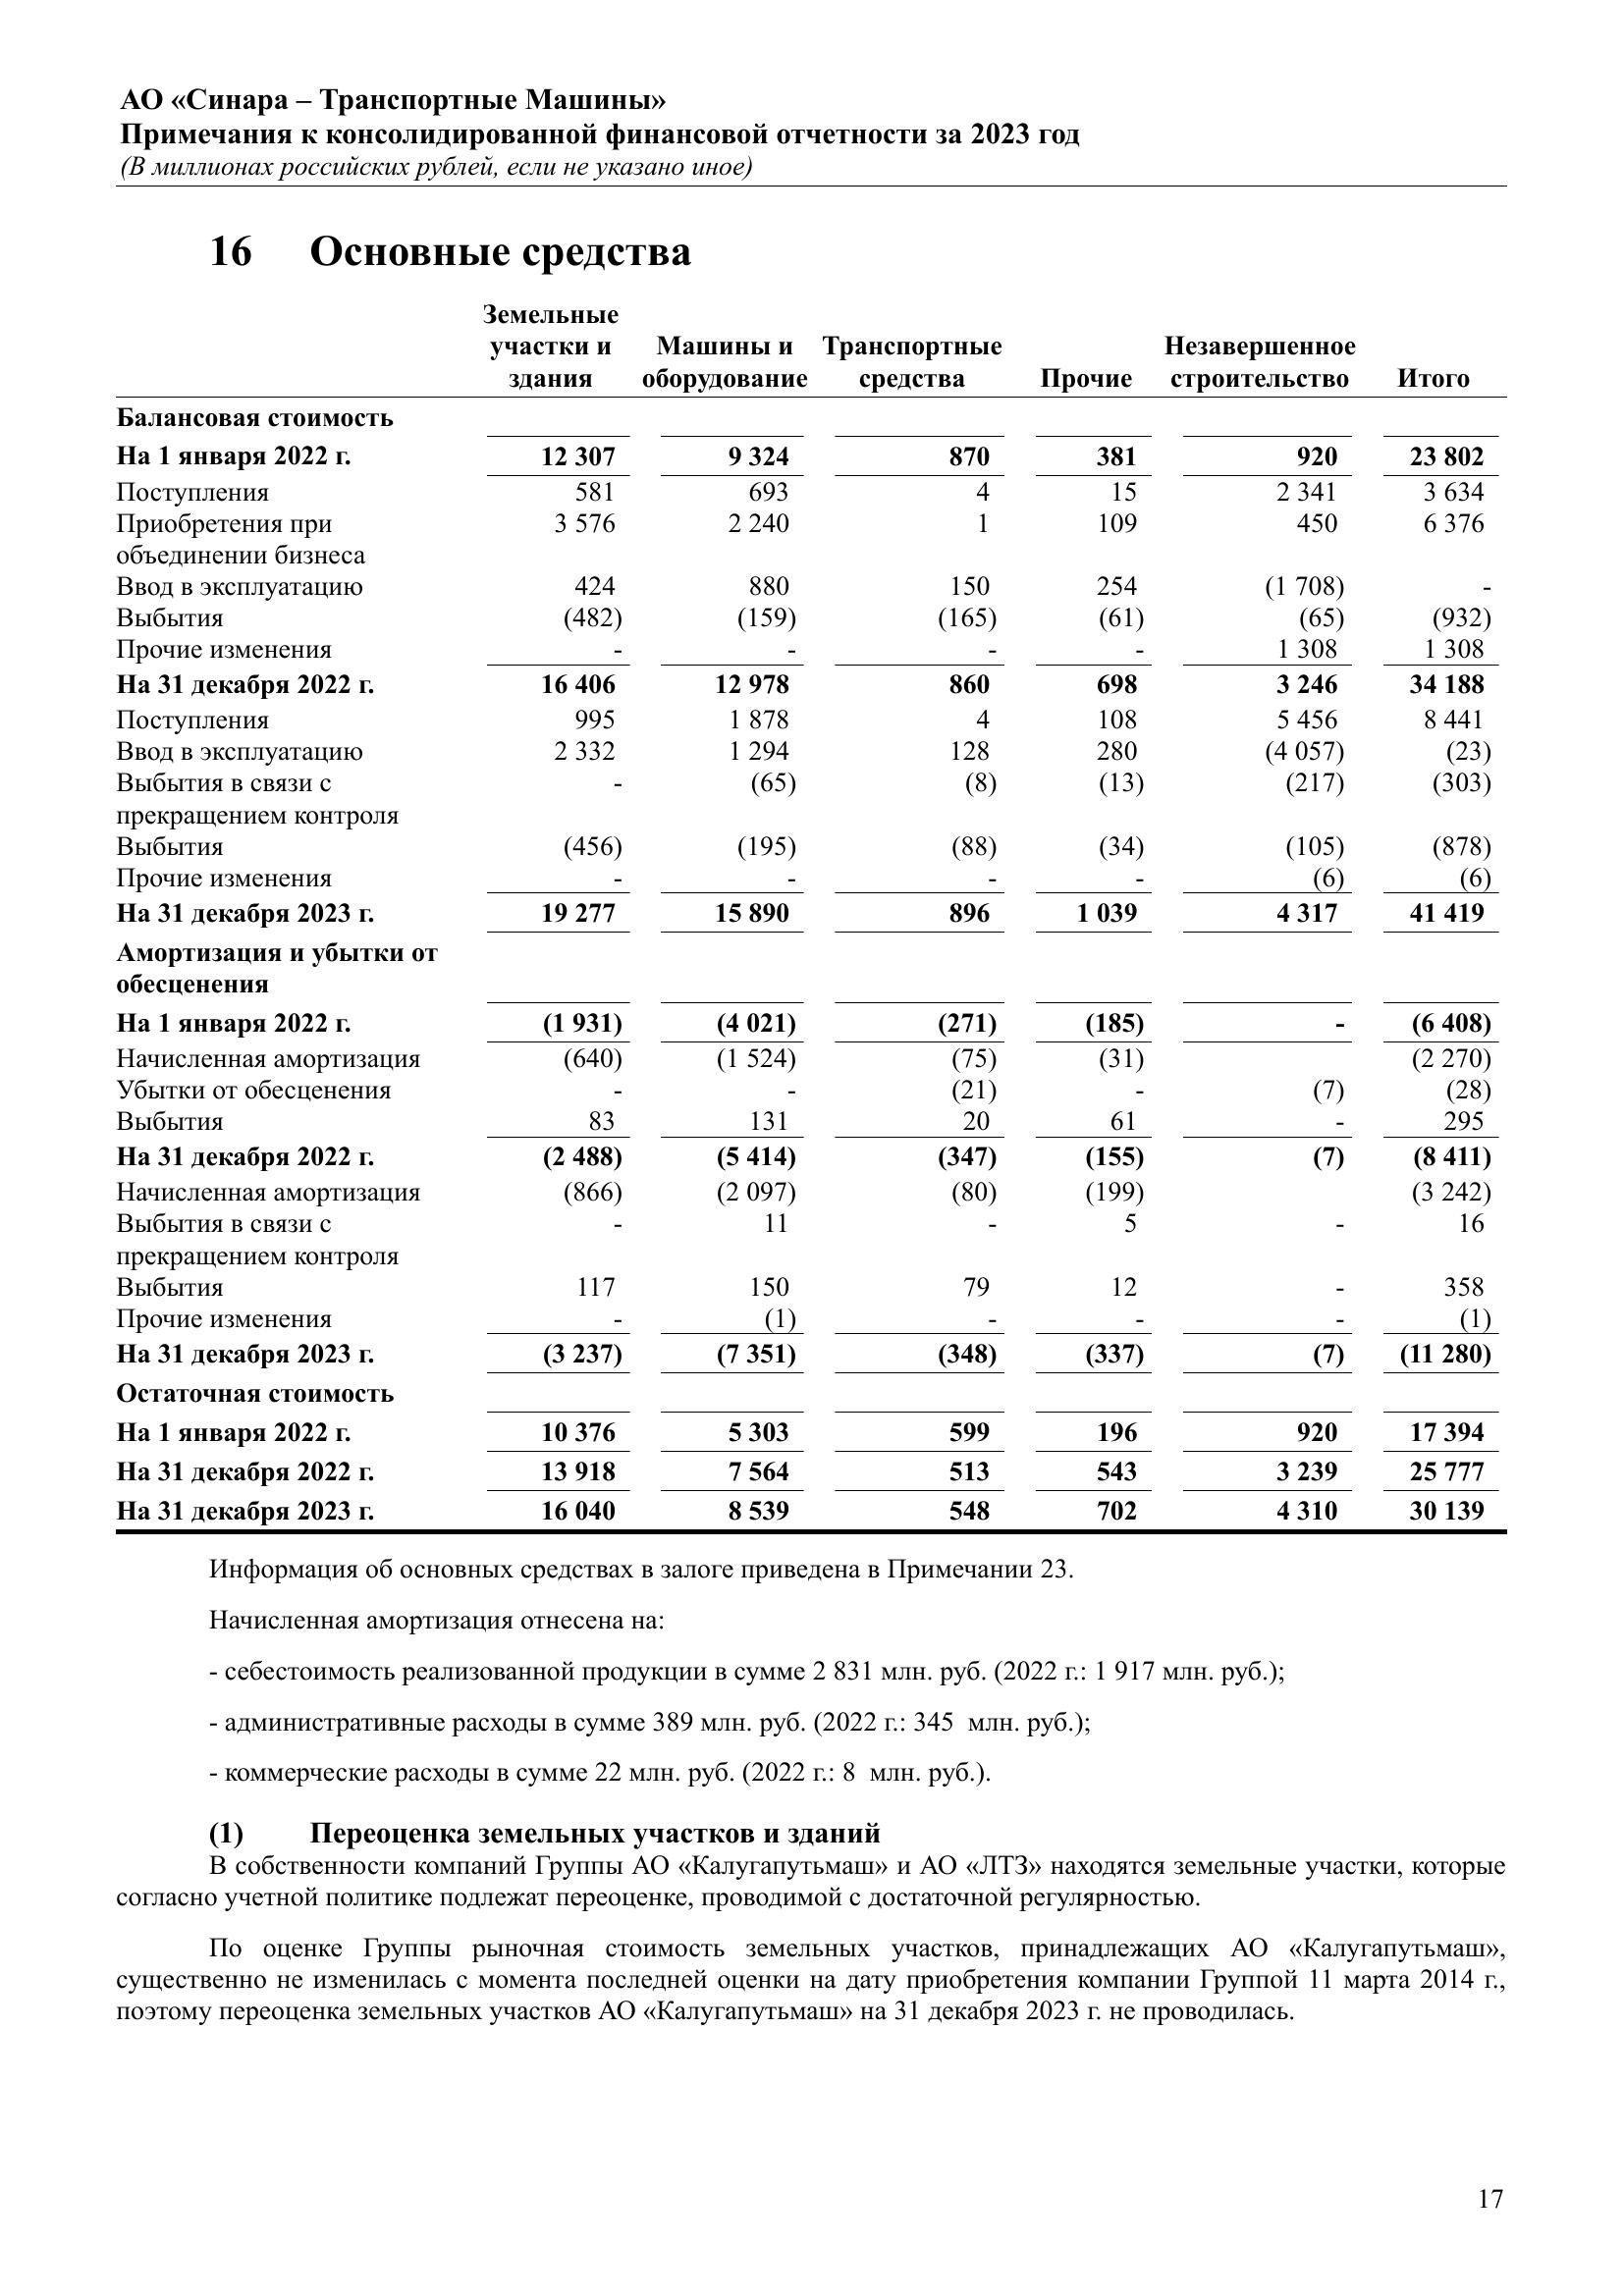 АО «Синара – Транспортные Машины»
Примечания к консолидированной финансовой отчетности за 2023 год
(В миллионах российских рублей, если не указано иное)
16 Основные средства
Земельные
участки и Машины и Транспортные Незавершенное
здания оборудование средства Прочие строительство Итого
Балансовая стоимость
На 1 января 2022 г. 12 307 9 324 870 381 920 23 802
Поступления 581 693 4 15 2 341 3 634
Приобретения при 3 576 2 240 1 109 450 6 376
объединении бизнеса
Ввод в эксплуатацию 424 880 150 254 (1 708) -
Выбытия (482) (159) (165) (61) (65) (932)
Прочие изменения - - - - 1 308 1 308
На 31 декабря 2022 г. 16 406 12 978 860 698 3 246 34 188
Поступления 995 1 878 4 108 5 456 8 441
Ввод в эксплуатацию 2 332 1 294 128 280 (4 057) (23)
Выбытия в связи с - (65) (8) (13) (217) (303)
прекращением контроля
Выбытия (456) (195) (88) (34) (105) (878)
Прочие изменения - - - - (6) (6)
На 31 декабря 2023 г. 19 277 15 890 896 1 039 4 317 41 419
Амортизация и убытки от
обесценения
На 1 января 2022 г. (1 931) (4 021) (271) (185) - (6 408)
Начисленная амортизация (640) (1 524) (75) (31) (2 270)
Убытки от обесценения - - (21) - (7) (28)
Выбытия 83 131 20 61 - 295
На 31 декабря 2022 г. (2 488) (5 414) (347) (155) (7) (8 411)
Начисленная амортизация (866) (2 097) (80) (199) (3 242)
Выбытия в связи с - 11 - 5 - 16
прекращением контроля
Выбытия 117 150 79 12 - 358
Прочие изменения - (1) - - - (1)
На 31 декабря 2023 г. (3 237) (7 351) (348) (337) (7) (11 280)
Остаточная стоимость
На 1 января 2022 г. 10 376 5 303 599 196 920 17 394
На 31 декабря 2022 г. 13 918 7 564 513 543 3 239 25 777
На 31 декабря 2023 г. 16 040 8 539 548 702 4 310 30 139
Информация об основных средствах в залоге приведена в Примечании 23.
Начисленная амортизация отнесена на:
- себестоимость реализованной продукции в сумме 2 831 млн. руб. (2022 г.: 1 917 млн. руб.);
- административные расходы в сумме 389 млн. руб. (2022 г.: 345 млн. руб.);
- коммерческие расходы в сумме 22 млн. руб. (2022 г.: 8 млн. руб.).
(1) Переоценка земельных участков и зданий
В собственности компаний Группы АО «Калугапутьмаш» и АО «ЛТЗ» находятся земельные участки, которые
согласно учетной политике подлежат переоценке, проводимой с достаточной регулярностью.
По оценке Группы рыночная стоимость земельных участков, принадлежащих АО «Калугапутьмаш»,
существенно не изменилась с момента последней оценки на дату приобретения компании Группой 11 марта 2014 г.,
поэтому переоценка земельных участков АО «Калугапутьмаш» на 31 декабря 2023 г. не проводилась.
17